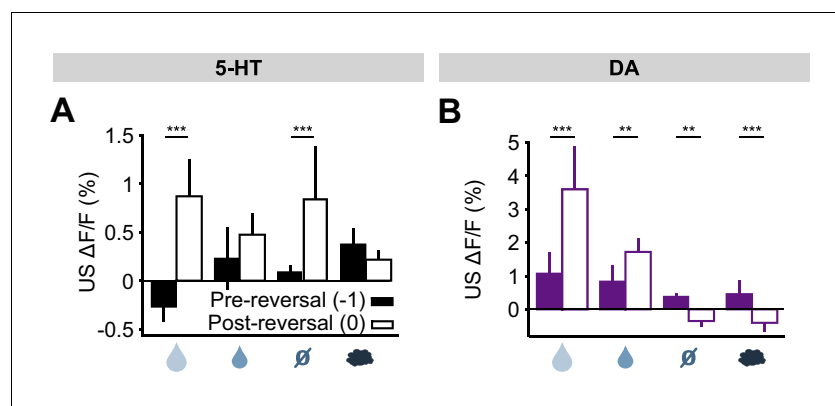 5-HT
DA
A
B
US ΔF/F (%)
1.5
1
0.5
0
-0.5
***
***
Pre-reversal (-1)
Post-reversal (0)
ø
US ΔF/F (%)
5
4
3
2
1
0
***
**
**
***
ø